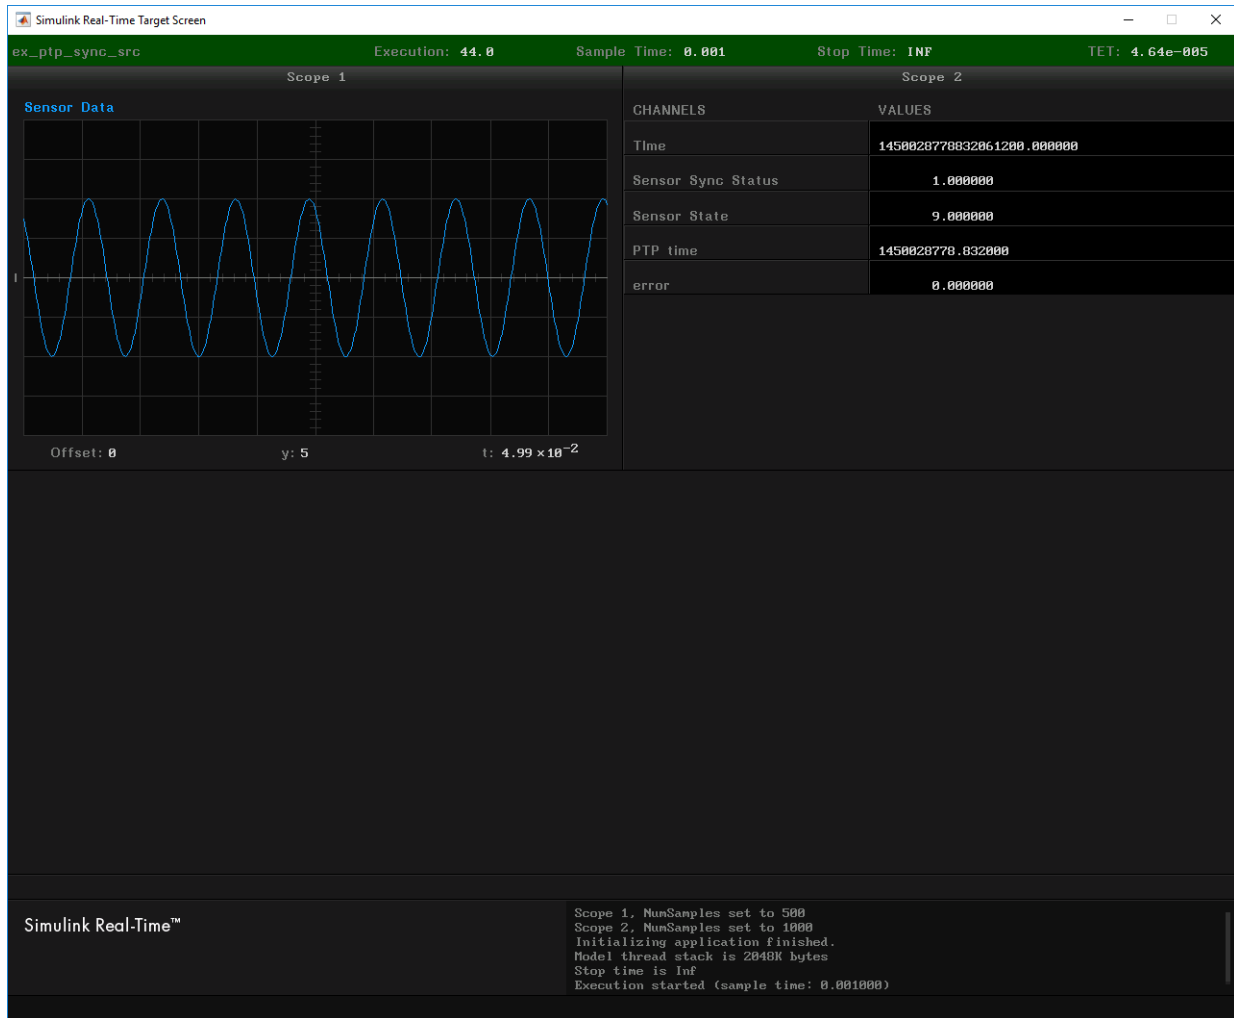 Simulink Real-Time Target Screen
ex_ptp_sync_src Execution: 44.0 Sample Time: 0.001 Stop Time: INF TET: 4.64e-005
Scope 1
Sensor Data
Offset: 0 y: 5 t: 4.99 ×10⁻²
Scope 2
CHANNELS VALUES
TIme 1450028778832061200.000000
Sensor Sync Status 1.000000
Sensor State 9.000000
PTP time 1450028778.832000
error 0.000000
Simulink Real-Time™
Scope 1, NumSamples set to 500
Scope 2, NumSamples set to 1000
Initializing application finished.
Model thread stack is 2048K bytes
Stop time is Inf
Execution started (sample time: 0.001000)